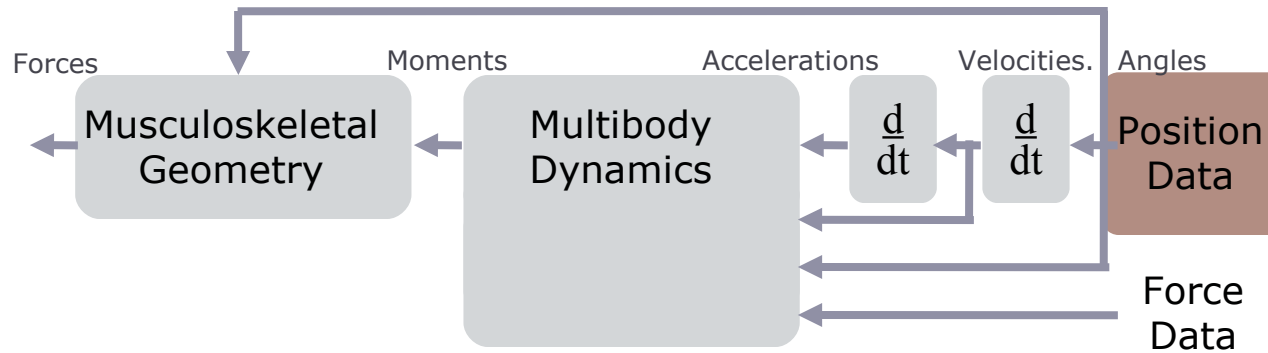 Forces
Moments
Accelerations
Velocities.
Angles
Musculoskeletal
Geometry
Multibody
Dynamics
d
dt
d
dt
Position
Data
Force
Data